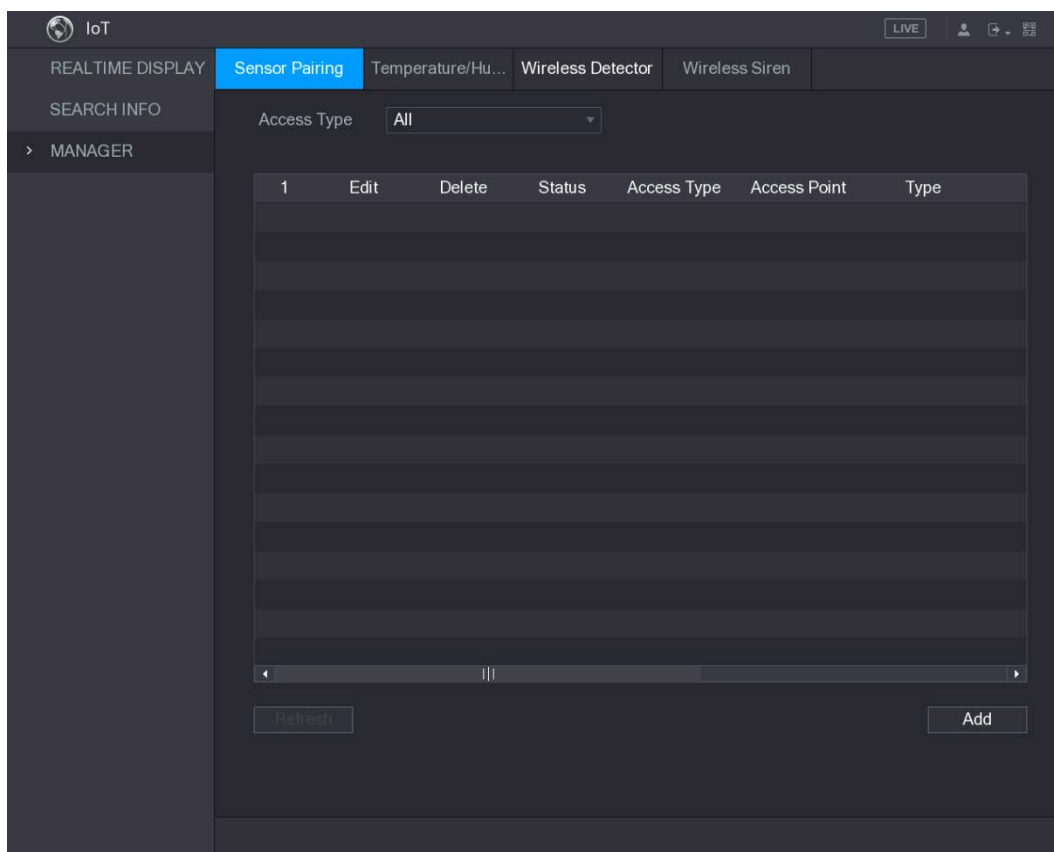 IoT
LIVE
REALTIME DISPLAY
SEARCH INFO
MANAGER
Sensor Pairing Temperature/Hu... Wireless Detector Wireless Siren
Access Type All
1 Edit Delete Status Access Type Access Point Type
Refresh Add